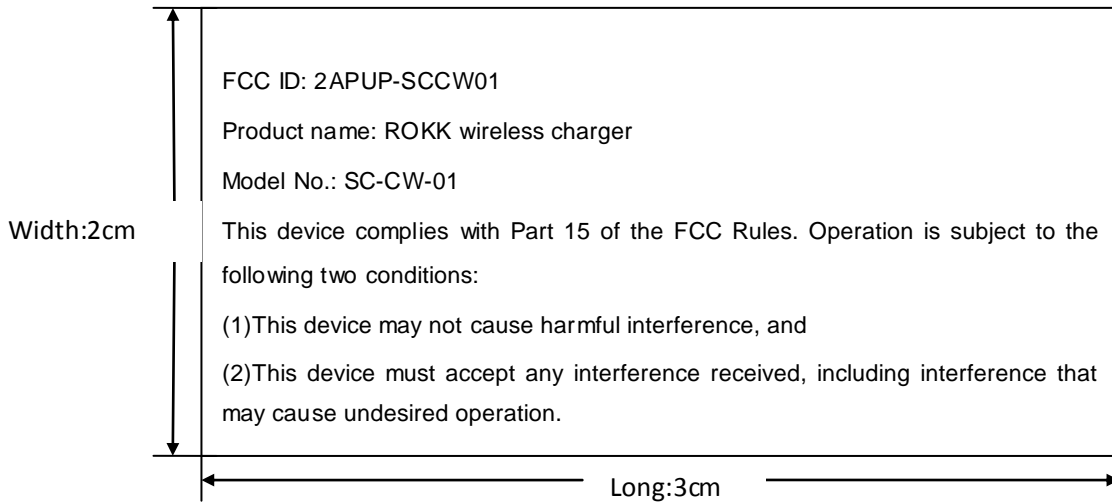 FCC ID: 2APUP-SCCW01
Product name: ROKK wireless charger
Model No.: SC-CW-01
Width:2cm
This device complies with Part 15 of the FCC Rules. Operation is subject to the
following two conditions:
(1)This device may not cause harmful interference, and
(2)This device must accept any interference received, including interference that
may cause undesired operation.
Long:3cm